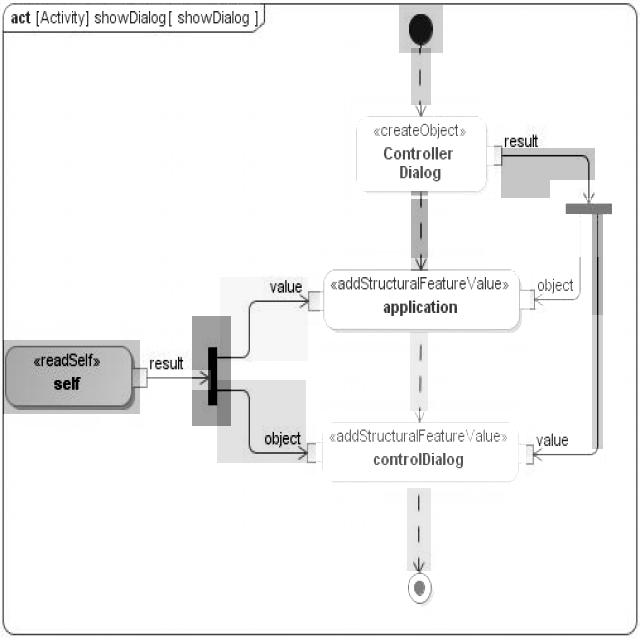 act [Activity] showDialog[ showDialog ]
«createObject»
Controller
Dialog
result
«addStructuralFeatureValue»
application
value
object
«readSelf»
self
result
«addStructuralFeatureValue»
controlDialog
object
value